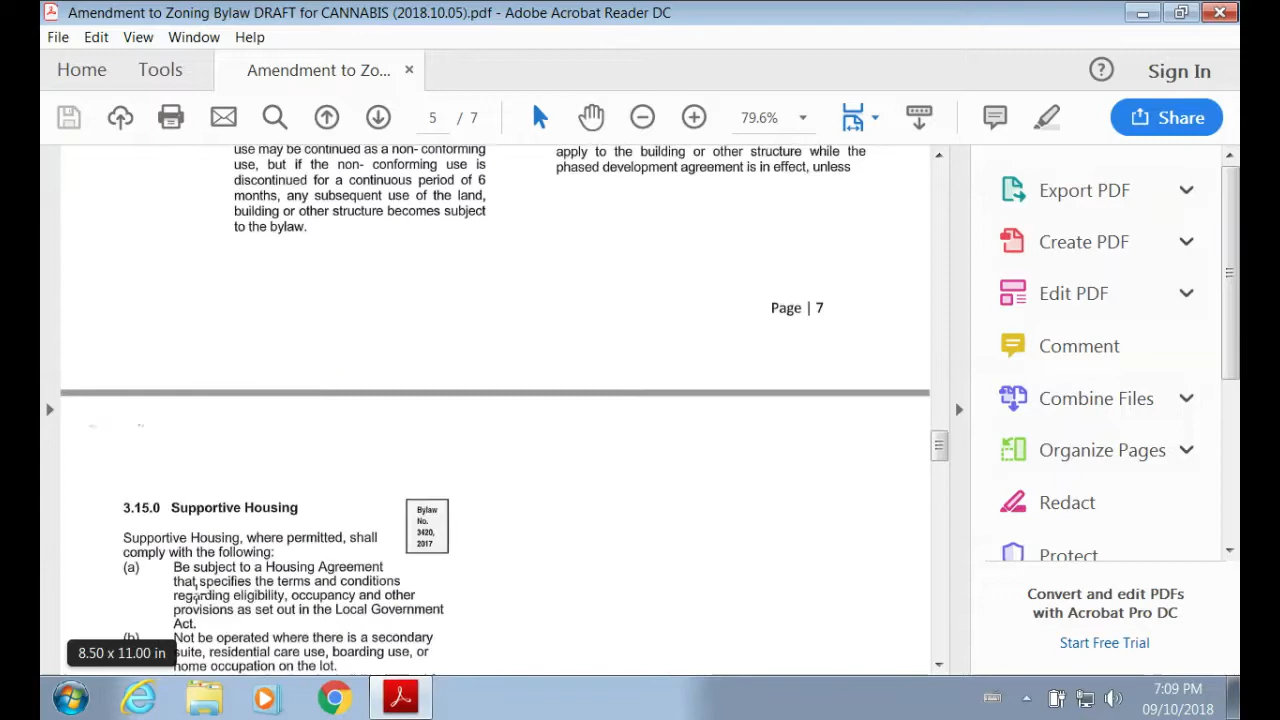 Amendment to Zoning Bylaw DRAFT for CANNABIS (2018.10.05).pdf - Adobe Acrobat Reader DC
File Edit View Window Help
Home Tools Amendment to Zo... × ? Sign In
5 / 7 79.6% Share
use may be continued as a non- conforming
use, but if the non- conforming use is
discontinued for a continuous period of 6
months, any subsequent use of the land,
building or other structure becomes subject
to the bylaw.
apply to the building or other structure while the
phased development agreement is in effect, unless
Page | 7
3.15.0 Supportive Housing
Bylaw
No.
3420,
2017
Supportive Housing, where permitted, shall
comply with the following:
(a) Be subject to a Housing Agreement
that specifies the terms and conditions
regarding eligibility, occupancy and other
provisions as set out in the Local Government
Act.
(b) Not be operated where there is a secondary
suite, residential care use, boarding use, or
home occupation on the lot.
8.50 x 11.00 in
Export PDF
Create PDF
Edit PDF
Comment
Combine Files
Organize Pages
Redact
Protect
Convert and edit PDFs
with Acrobat Pro DC
Start Free Trial
7:09 PM
09/10/2018